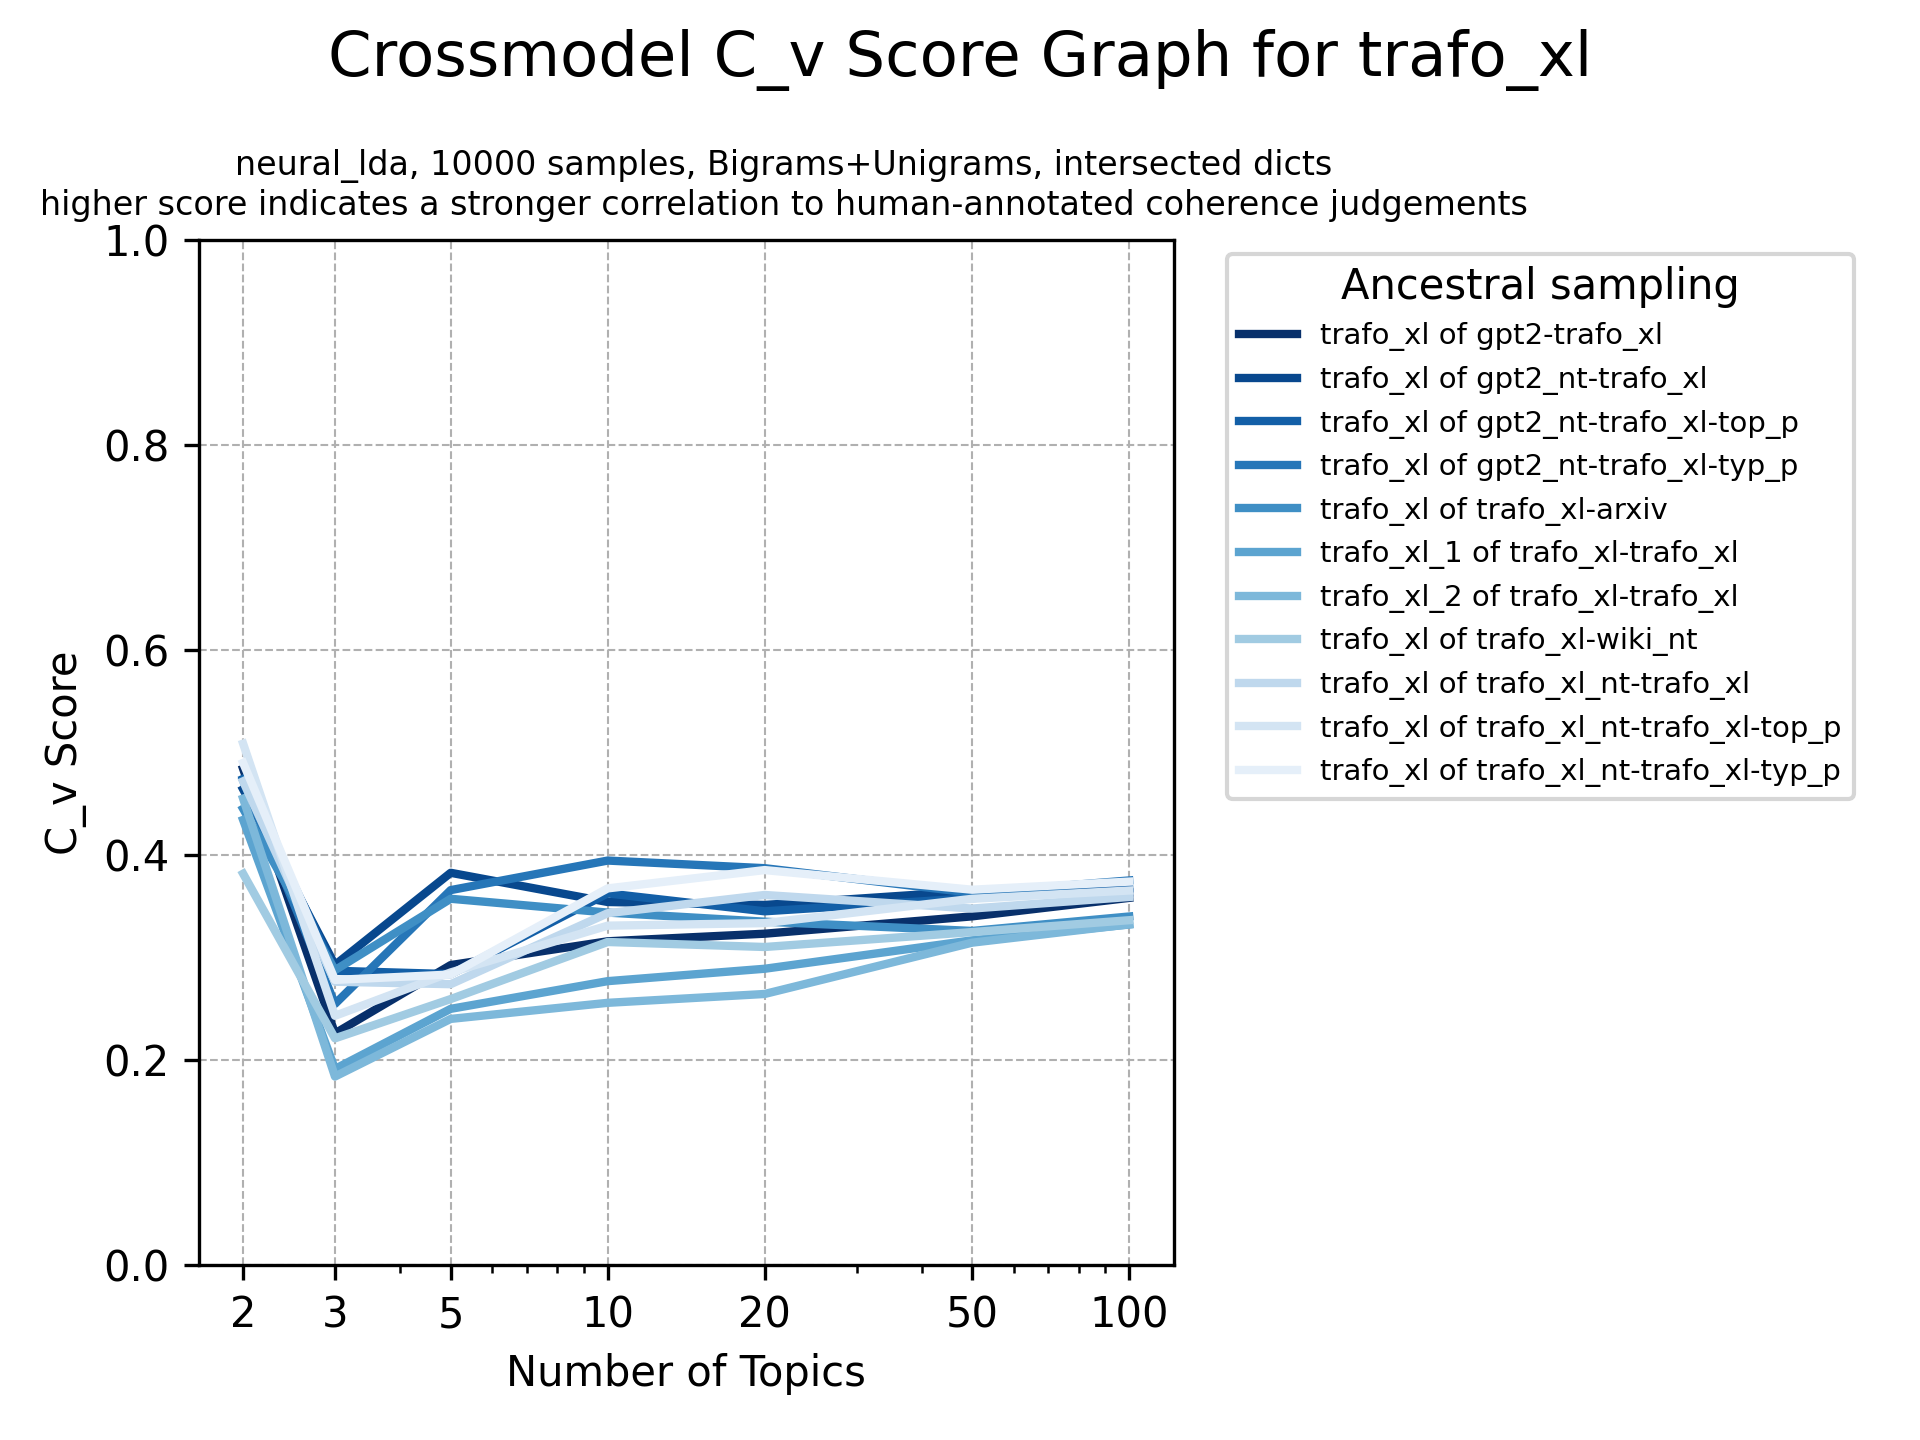 Crossmodel C_v Score Graph for trafo_xl
neural_lda, 10000 samples, Bigrams+Unigrams, intersected dicts
higher score indicates a stronger correlation to human-annotated coherence judgements
1.0
0.8
0.6
0.4
0.2
0.0
C_v Score
2 3 5 10 20 50 100
Number of Topics
Ancestral sampling
trafo_xl of gpt2-trafo_xl
trafo_xl of gpt2_nt-trafo_xl
trafo_xl of gpt2_nt-trafo_xl-top_p
trafo_xl of gpt2_nt-trafo_xl-typ_p
trafo_xl of trafo_xl-arxiv
trafo_xl_1 of trafo_xl-trafo_xl
trafo_xl_2 of trafo_xl-trafo_xl
trafo_xl of trafo_xl-wiki_nt
trafo_xl of trafo_xl_nt-trafo_xl
trafo_xl of trafo_xl_nt-trafo_xl-top_p
trafo_xl of trafo_xl_nt-trafo_xl-typ_p